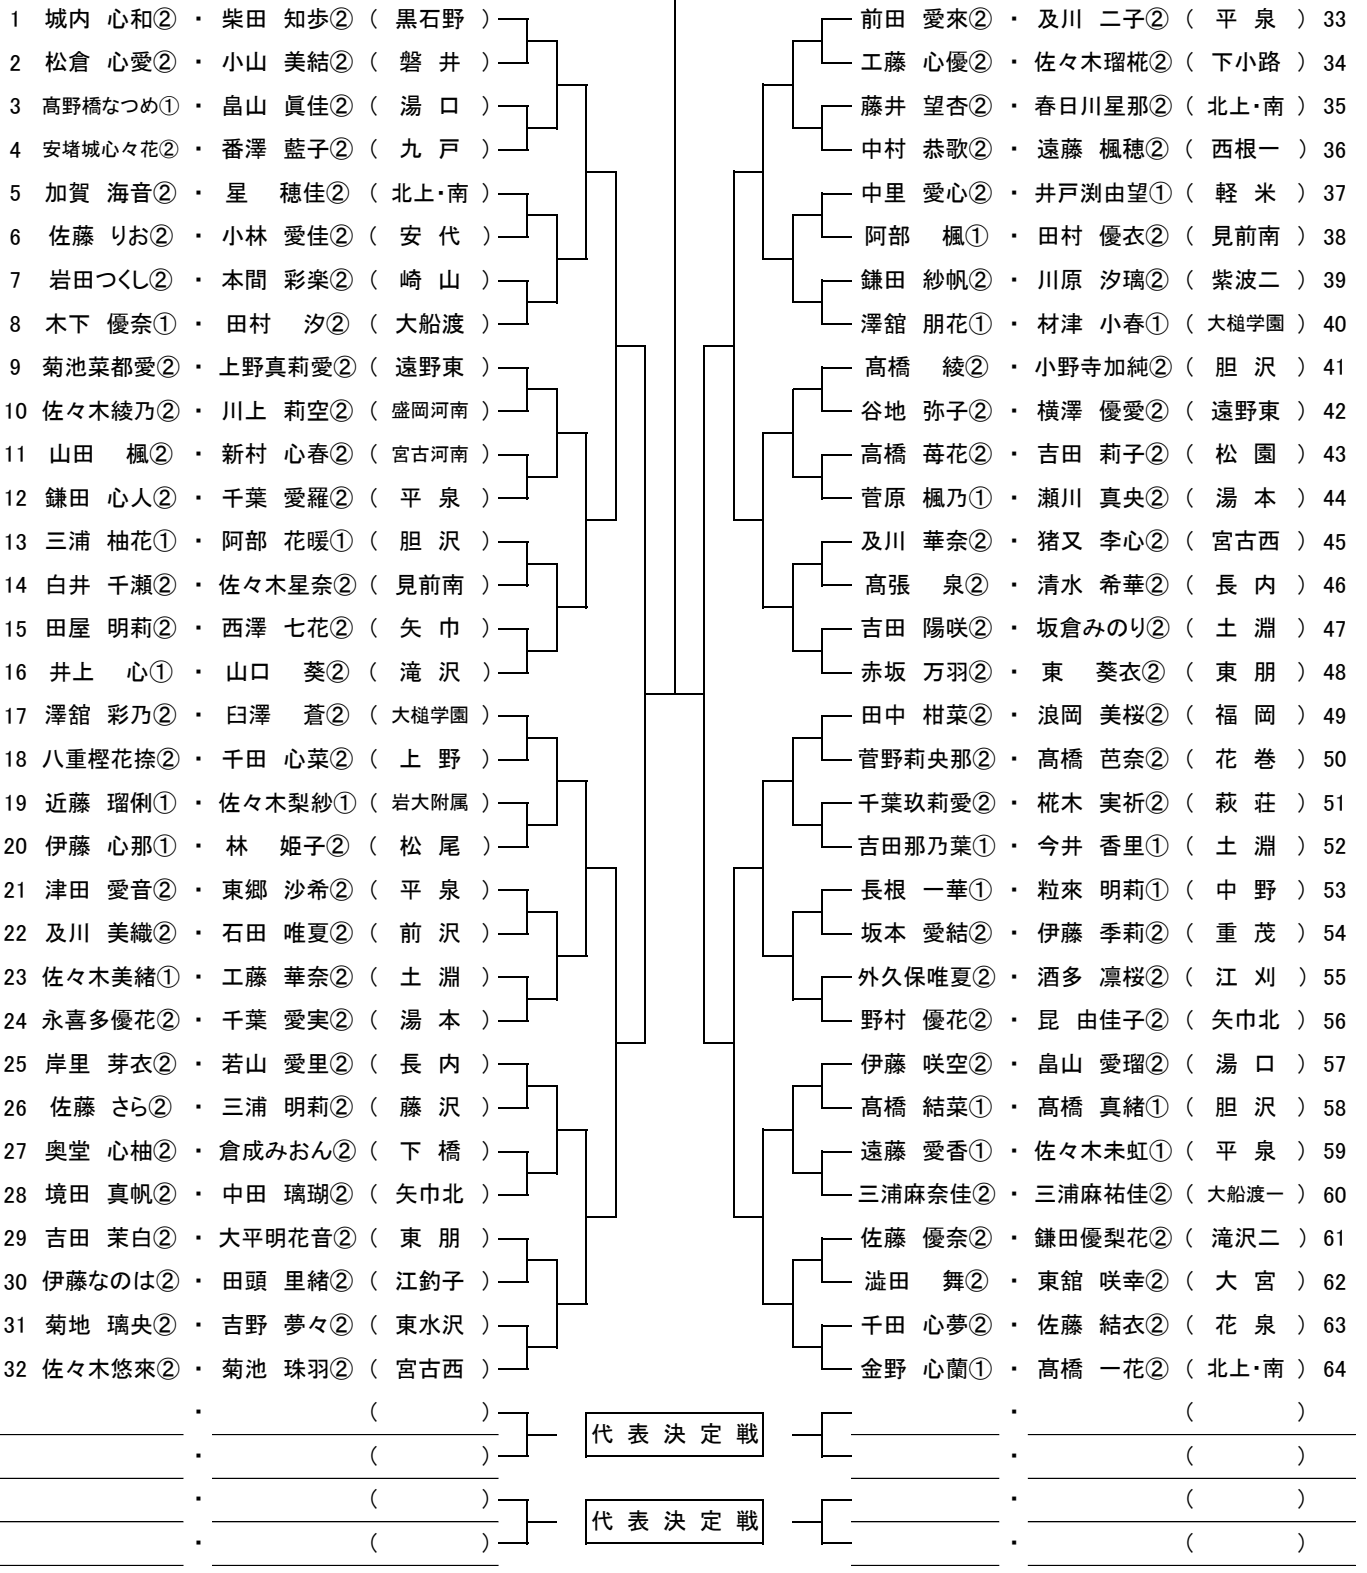 1 城内 心和② ・ 柴田 知歩② ( 黒石野 )
2 松倉 心愛② ・ 小山 美結② ( 磐 井 )
3 髙野橋なつめ① ・ 畠山 眞佳② ( 湯 口 )
4 安堵城心々花② ・ 番澤 藍子② ( 九 戸 )
5 加賀 海音② ・ 星 穂佳② ( 北上・南 )
6 佐藤 りお② ・ 小林 愛佳② ( 安 代 )
7 岩田つくし② ・ 本間 彩楽② ( 崎 山 )
8 木下 優奈① ・ 田村 汐② ( 大船渡 )
9 菊池菜都愛② ・ 上野真莉愛② ( 遠野東 )
10 佐々木綾乃② ・ 川上 莉空② ( 盛岡河南 )
11 山田 楓② ・ 新村 心春② ( 宮古河南 )
12 鎌田 心人② ・ 千葉 愛羅② ( 平 泉 )
13 三浦 柚花① ・ 阿部 花暖① ( 胆 沢 )
14 白井 千瀬② ・ 佐々木星奈② ( 見前南 )
15 田屋 明莉② ・ 西澤 七花② ( 矢 巾 )
16 井上 心① ・ 山口 葵② ( 滝 沢 )
17 澤舘 彩乃② ・ 臼澤 蒼② ( 大槌学園 )
18 八重樫花捺② ・ 千田 心菜② ( 上 野 )
19 近藤 瑠俐① ・ 佐々木梨紗① ( 岩大附属 )
20 伊藤 心那① ・ 林 姫子② ( 松 尾 )
21 津田 愛音② ・ 東郷 沙希② ( 平 泉 )
22 及川 美織② ・ 石田 唯夏② ( 前 沢 )
23 佐々木美緒① ・ 工藤 華奈② ( 土 淵 )
24 永喜多優花② ・ 千葉 愛実② ( 湯 本 )
25 岸里 芽衣② ・ 若山 愛里② ( 長 内 )
26 佐藤 さら② ・ 三浦 明莉② ( 藤 沢 )
27 奥堂 心柚② ・ 倉成みおん② ( 下 橋 )
28 境田 真帆② ・ 中田 璃瑚② ( 矢巾北 )
29 吉田 茉白② ・ 大平明花音② ( 東 朋 )
30 伊藤なのは② ・ 田頭 里緒② ( 江釣子 )
31 菊地 璃央② ・ 吉野 夢々② ( 東水沢 )
32 佐々木悠來② ・ 菊池 珠羽② ( 宮古西 )
・ ( )
・ ( )
・ ( )
・ ( )
代 表 決 定 戦
代 表 決 定 戦
前田 愛來② ・ 及川 二子② ( 平 泉 ) 33
工藤 心優② ・ 佐々木瑠椛② ( 下小路 ) 34
藤井 望杏② ・ 春日川星那② ( 北上・南 ) 35
中村 恭歌② ・ 遠藤 楓穂② ( 西根一 ) 36
中里 愛心② ・ 井戸渕由望① ( 軽 米 ) 37
阿部 楓① ・ 田村 優衣② ( 見前南 ) 38
鎌田 紗帆② ・ 川原 汐璃② ( 紫波二 ) 39
澤舘 朋花① ・ 材津 小春① ( 大槌学園 ) 40
髙橋 綾② ・ 小野寺加純② ( 胆 沢 ) 41
谷地 弥子② ・ 横澤 優愛② ( 遠野東 ) 42
高橋 苺花② ・ 吉田 莉子② ( 松 園 ) 43
菅原 楓乃① ・ 瀬川 真央② ( 湯 本 ) 44
及川 華奈② ・ 猪又 李心② ( 宮古西 ) 45
髙張 泉② ・ 清水 希華② ( 長 内 ) 46
吉田 陽咲② ・ 坂倉みのり② ( 土 淵 ) 47
赤坂 万羽② ・ 東 葵衣② ( 東 朋 ) 48
田中 柑菜② ・ 浪岡 美桜② ( 福 岡 ) 49
菅野莉央那② ・ 髙橋 芭奈② ( 花 巻 ) 50
千葉玖莉愛② ・ 椛木 実祈② ( 萩 荘 ) 51
吉田那乃葉① ・ 今井 香里① ( 土 淵 ) 52
長根 一華① ・ 粒來 明莉① ( 中 野 ) 53
坂本 愛結② ・ 伊藤 季莉② ( 重 茂 ) 54
外久保唯夏② ・ 酒多 凛桜② ( 江 刈 ) 55
野村 優花② ・ 昆 由佳子② ( 矢巾北 ) 56
伊藤 咲空② ・ 畠山 愛瑠② ( 湯 口 ) 57
髙橋 結菜① ・ 髙橋 真緒① ( 胆 沢 ) 58
遠藤 愛香① ・ 佐々木未虹① ( 平 泉 ) 59
三浦麻奈佳② ・ 三浦麻祐佳② ( 大船渡一 ) 60
佐藤 優奈② ・ 鎌田優梨花② ( 滝沢二 ) 61
澁田 舞② ・ 東舘 咲幸② ( 大 宮 ) 62
千田 心夢② ・ 佐藤 結衣② ( 花 泉 ) 63
金野 心蘭① ・ 髙橋 一花② ( 北上・南 ) 64
・ ( )
・ ( )
・ ( )
・ ( )